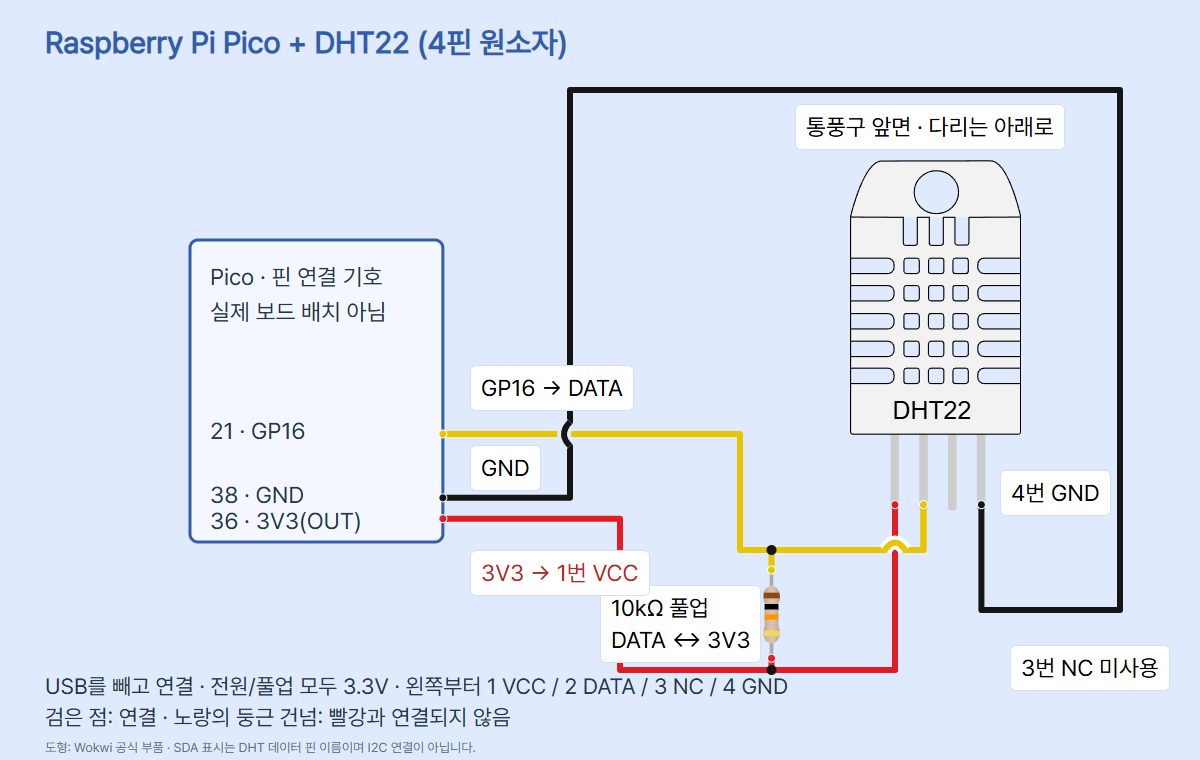 Raspberry Pi Pico + DHT22 (4핀 원소자)
통풍구 앞면 · 다리는 아래로
Pico · 핀 연결 기호
실제 보드 배치 아님
GP16 → DATA
DHT22
21 · GP16
GND
4번 GND
38 · GND
36 · 3V3(OUT)
3V3 → 1번 VCC
10kΩ 풀업
DATA ↔ 3V3
3번 NC 미사용
USB를 빼고 연결 · 전원/풀업 모두 3.3V · 왼쪽부터 1 VCC / 2 DATA / 3 NC / 4 GND
검은 점: 연결 · 노랑의 둥근 건넘: 빨강과 연결되지 않음
도형: Wokwi 공식 부품 · SDA 표시는 DHT 데이터 핀 이름이며 I2C 연결이 아닙니다.